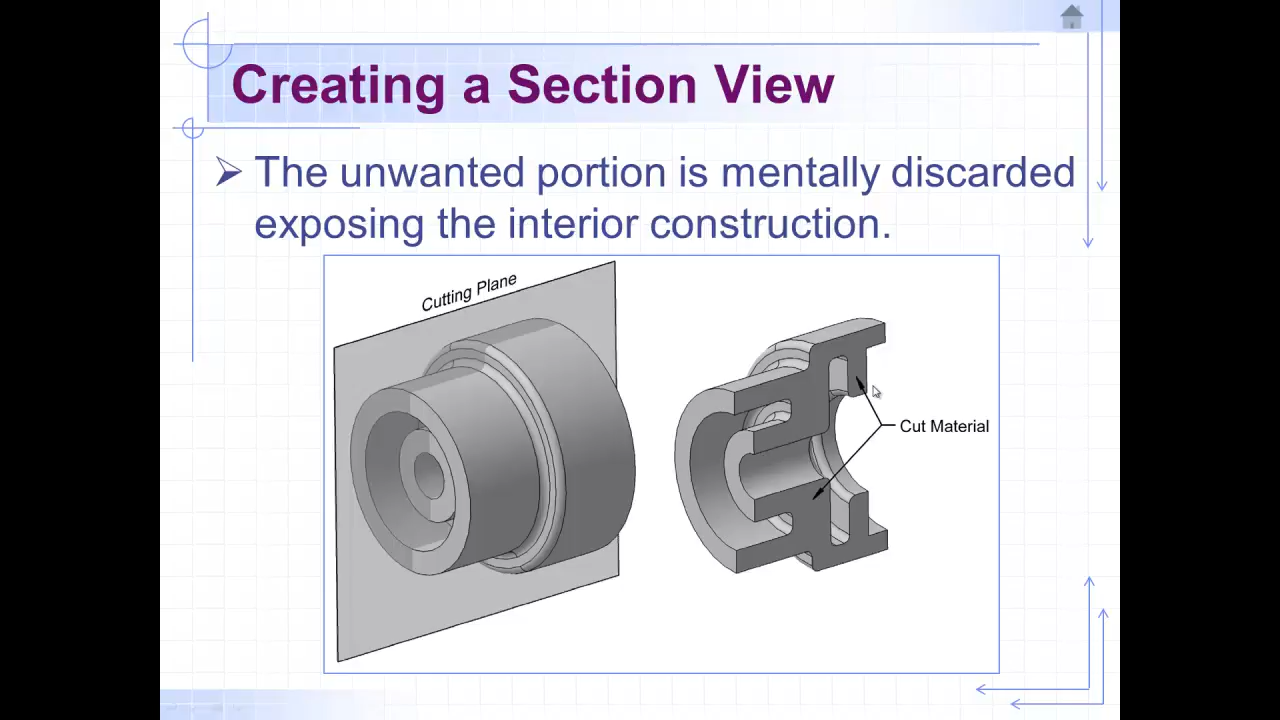 Creating a Section View
The unwanted portion is mentally discarded
exposing the interior construction.
Cutting Plane
Cut Material